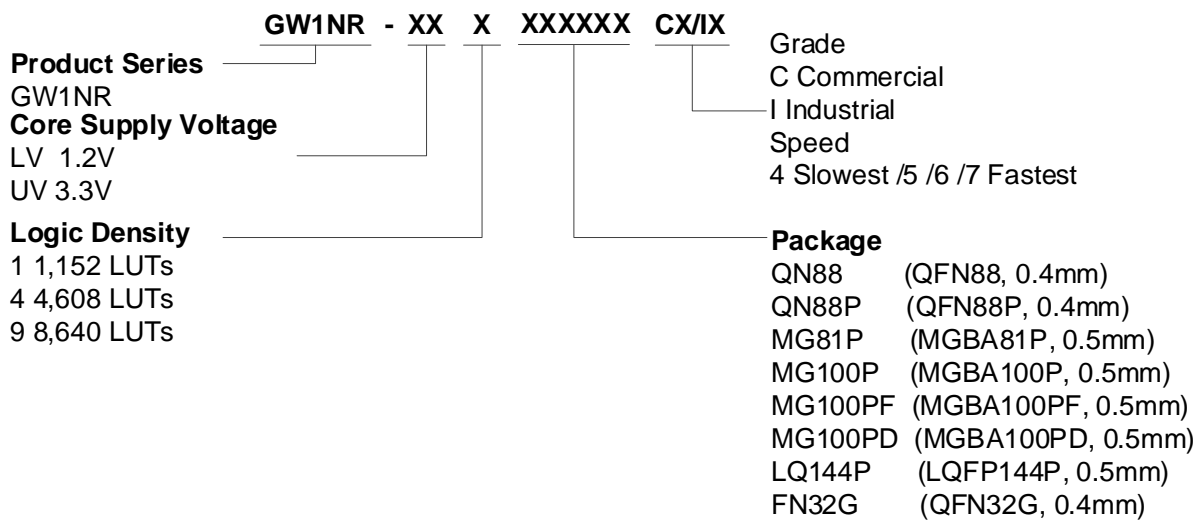 GW1NR - XX X XXXXXX CX/IX
Product Series
GW1NR
Core Supply Voltage
LV 1.2V
UV 3.3V
Logic Density
1 1,152 LUTs
4 4,608 LUTs
9 8,640 LUTs
Grade
C Commercial
I Industrial
Speed
4 Slowest /5 /6 /7 Fastest
Package
QN88 (QFN88, 0.4mm)
QN88P (QFN88P, 0.4mm)
MG81P (MGBA81P, 0.5mm)
MG100P (MGBA100P, 0.5mm)
MG100PF (MGBA100PF, 0.5mm)
MG100PD (MGBA100PD, 0.5mm)
LQ144P (LQFP144P, 0.5mm)
FN32G (QFN32G, 0.4mm)